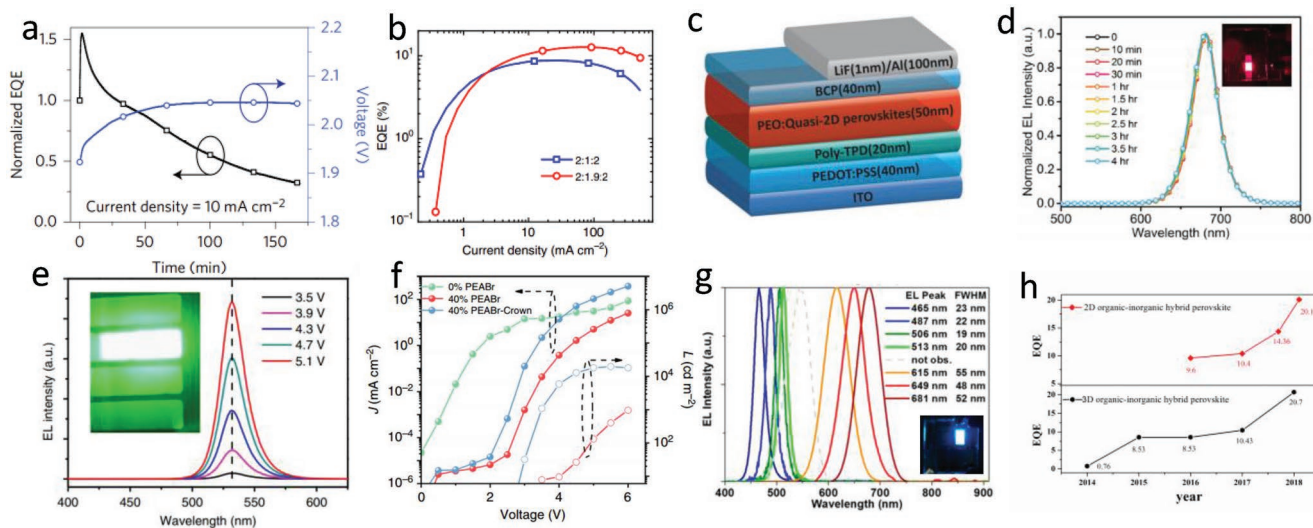 a
1.5
1.0
0.5
0.0
Normalized EQE
2.2
2.1
2.0
1.9
1.8
Voltage (V)
Current density = 10 mA cm⁻²
0 50 100 150
Time (min)
b
10¹
10⁰
10⁻¹
EQE (%)
2:1:2
2:1.9:2
1 10 100
Current density (mA cm⁻²)
c
LiF(1nm)/Al(100nm)
BCP(40nm)
PEO:Quasi-2D perovskites(50nm)
Poly-TPD(20nm)
PEDOT:PSS(40nm)
ITO
d
Normalized EL Intensity (a.u.)
1.0
0.8
0.6
0.4
0.2
0.0
0
10 min
20 min
30 min
1 hr
1.5 hr
2 hr
2.5 hr
3 hr
3.5 hr
4 hr
500 600 700 800
Wavelength (nm)
e
EL intensity (a.u.)
3.5 V
3.9 V
4.3 V
4.7 V
5.1 V
400 450 500 550 600
Wavelength (nm)
f
0% PEABr
40% PEABr
40% PEABr-Crown
10²
10⁰
10⁻²
10⁻⁴
10⁻⁶
J (mA cm⁻²)
10⁶
10⁴
10²
L (cd m⁻²)
0 2 4 6
Voltage (V)
g
EL Intensity (a.u.)
EL Peak FWHM
465 nm 23 nm
487 nm 22 nm
506 nm 19 nm
513 nm 20 nm
not obs.
615 nm 55 nm
649 nm 48 nm
681 nm 52 nm
400 500 600 700 800 900
Wavelength (nm)
h
20
15
10
5
EQE
2D organic-inorganic hybrid perovskite
9.6
10.4
14.36
20.1
20
15
10
5
0
EQE
3D organic-inorganic hybrid perovskite
0.76
8.53
8.53
10.43
20.7
2014 2015 2016 2017 2018
year